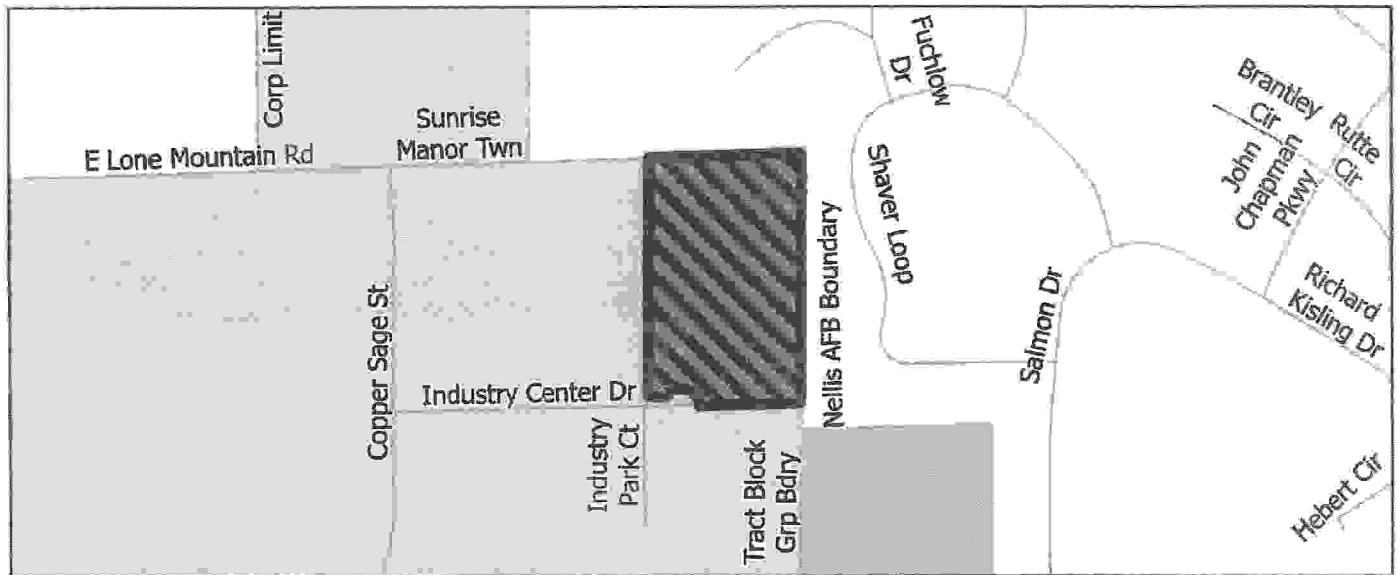 Corp Limit
Fuchlow
Dr
Brantley
Cir
Rutte
Cir
Sunrise
Manor Twn
E Lone Mountain Rd
John
Chapman
Pkwy
Shaver Loop
Nellis AFB Boundary
Richard
Kisling Dr
Salmon Dr
Copper Sage St
Industry Center Dr
Industry
Park Ct
Tract Block
Grp Bdry
Hebert Cir